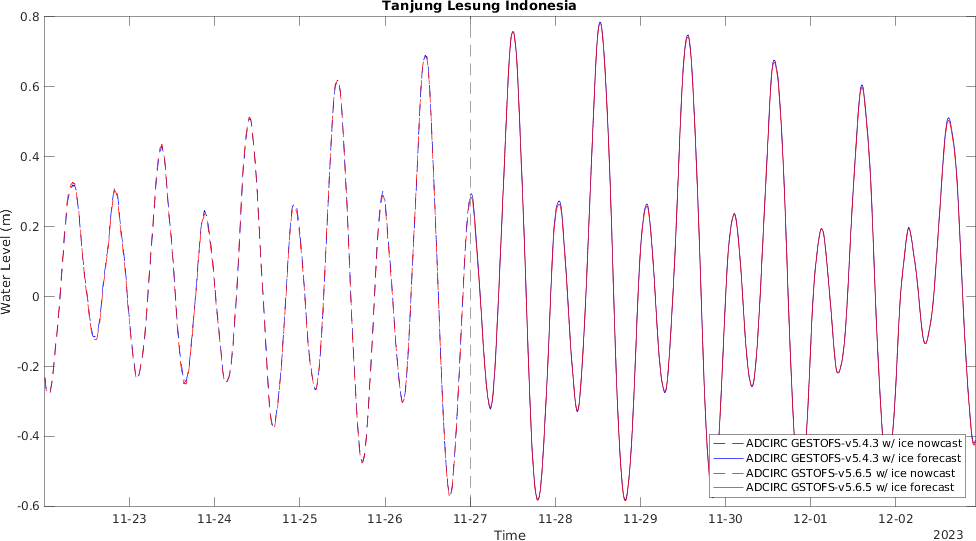 Tanjung Lesung Indonesia
0.8
0.6
0.4
0.2
0
-0.2
-0.4
-0.6
Water Level (m)
11-23 11-24 11-25 11-26 11-27 11-28 11-29 11-30 12-01 12-02
Time
2023
ADCIRC GESTOFS-v5.4.3 w/ ice nowcast
ADCIRC GESTOFS-v5.4.3 w/ ice forecast
ADCIRC GSTOFS-v5.6.5 w/ ice nowcast
ADCIRC GSTOFS-v5.6.5 w/ ice forecast